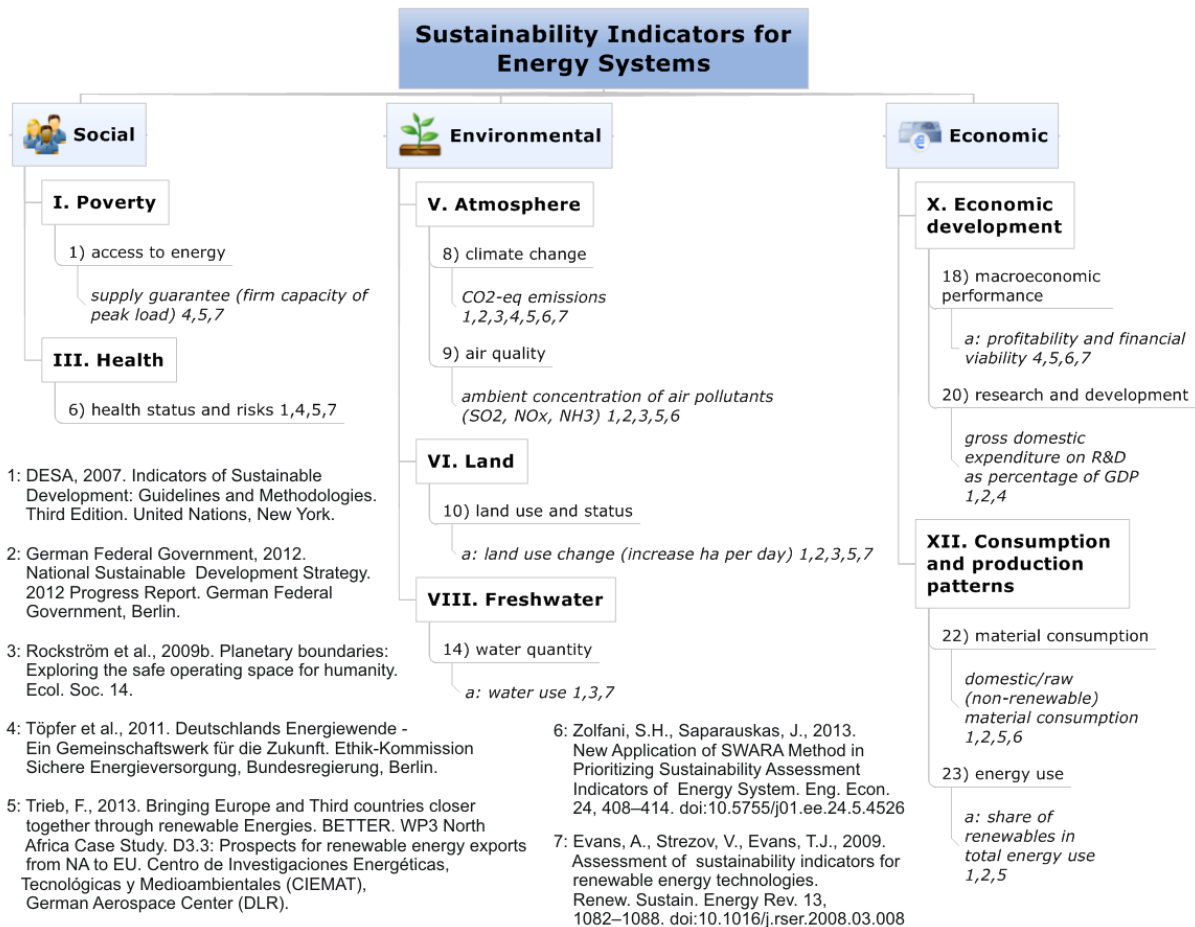 Sustainability Indicators for
Energy Systems
Social
I. Poverty
1) access to energy
supply guarantee (firm capacity of
peak load) 4,5,7
III. Health
6) health status and risks 1,4,5,7
Environmental
V. Atmosphere
8) climate change
CO2-eq emissions
1,2,3,4,5,6,7
9) air quality
ambient concentration of air pollutants
(SO2, NOx, NH3) 1,2,3,5,6
VI. Land
10) land use and status
a: land use change (increase ha per day) 1,2,3,5,7
VIII. Freshwater
14) water quantity
a: water use 1,3,7
Economic
X. Economic
development
18) macroeconomic
performance
a: profitability and financial
viability 4,5,6,7
20) research and development
gross domestic
expenditure on R&D
as percentage of GDP
1,2,4
XII. Consumption
and production
patterns
22) material consumption
domestic/raw
(non-renewable)
material consumption
1,2,5,6
23) energy use
a: share of
renewables in
total energy use
1,2,5
1: DESA, 2007. Indicators of Sustainable
Development: Guidelines and Methodologies.
Third Edition. United Nations, New York.
2: German Federal Government, 2012.
National Sustainable Development Strategy.
2012 Progress Report. German Federal
Government, Berlin.
3: Rockström et al., 2009b. Planetary boundaries:
Exploring the safe operating space for humanity.
Ecol. Soc. 14.
4: Töpfer et al., 2011. Deutschlands Energiewende -
Ein Gemeinschaftswerk für die Zukunft. Ethik-Kommission
Sichere Energieversorgung, Bundesregierung, Berlin.
5: Trieb, F., 2013. Bringing Europe and Third countries closer
together through renewable Energies. BETTER. WP3 North
Africa Case Study. D3.3: Prospects for renewable energy exports
from NA to EU. Centro de Investigaciones Energéticas,
Tecnológicas y Medioambientales (CIEMAT),
German Aerospace Center (DLR).
6: Zolfani, S.H., Saparauskas, J., 2013.
New Application of SWARA Method in
Prioritizing Sustainability Assessment
Indicators of Energy System. Eng. Econ.
24, 408–414. doi:10.5755/j01.ee.24.5.4526
7: Evans, A., Strezov, V., Evans, T.J., 2009.
Assessment of sustainability indicators for
renewable energy technologies.
Renew. Sustain. Energy Rev. 13,
1082–1088. doi:10.1016/j.rser.2008.03.008